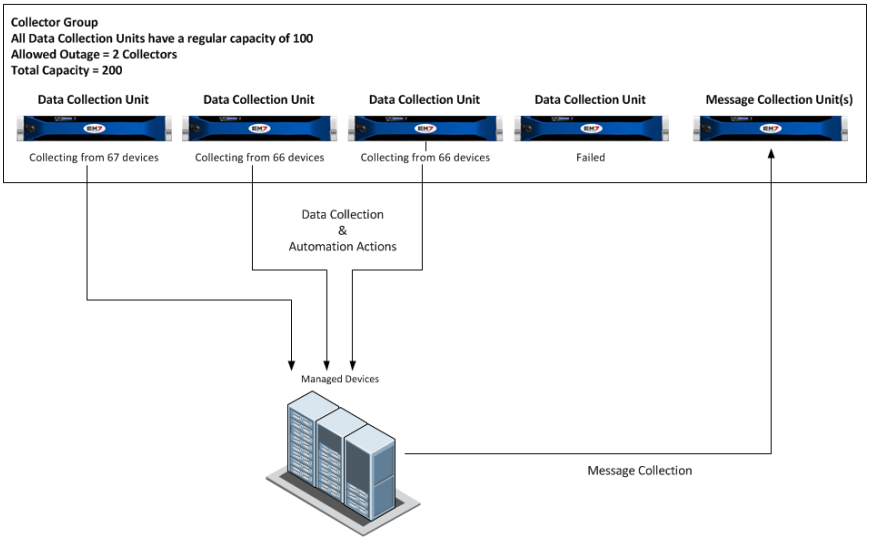 Collector Group
All Data Collection Units have a regular capacity of 100
Allowed Outage = 2 Collectors
Total Capacity = 200
Data Collection Unit
Data Collection Unit
Data Collection Unit
Data Collection Unit
Message Collection Unit(s)
EM7
EM7
EM7
EM7
EM7
Collecting from 67 devices
Collecting from 66 devices
Collecting from 66 devices
Failed
Data Collection
&
Automation Actions
Managed Devices
Message Collection